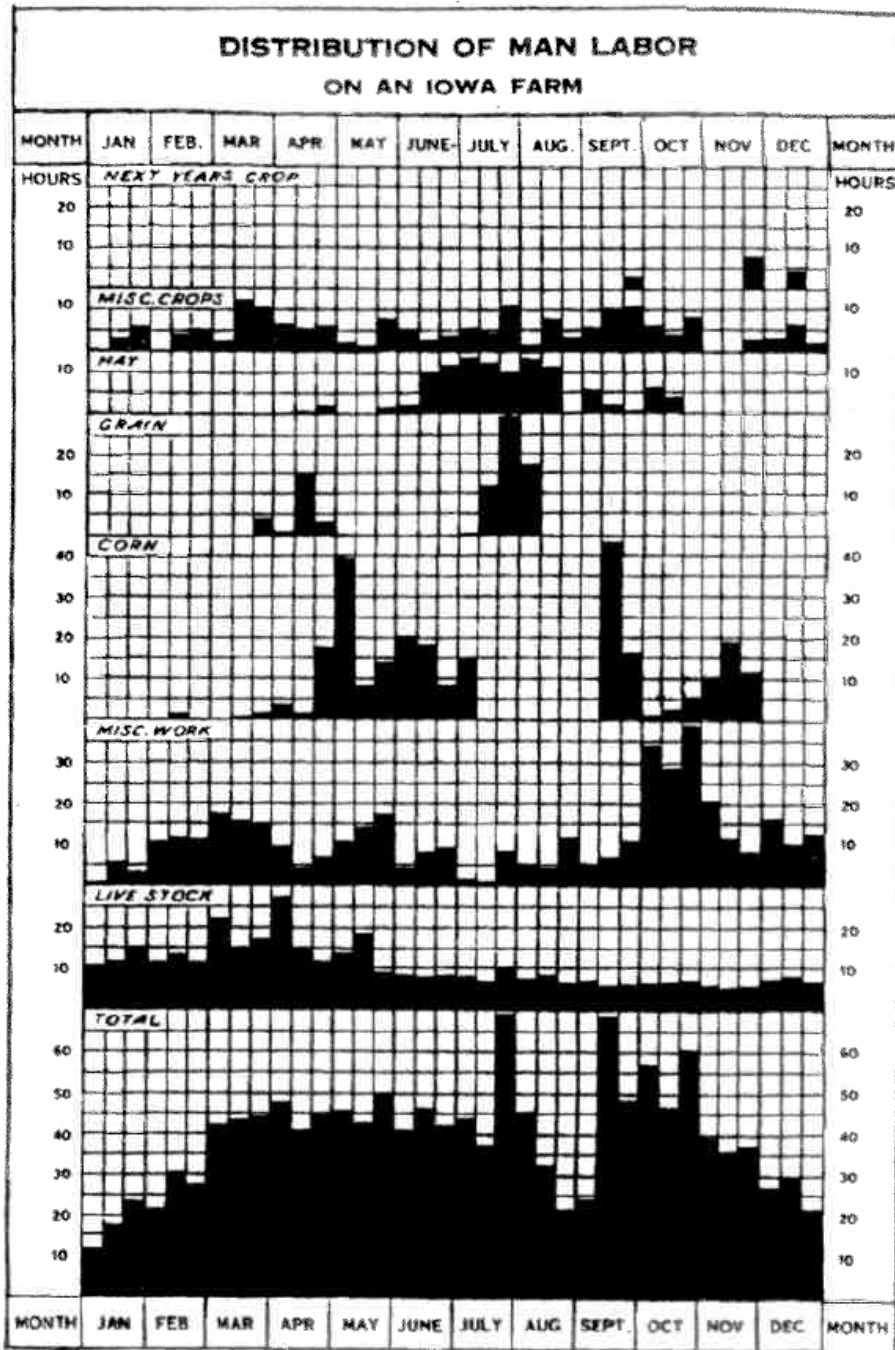 DISTRIBUTION OF MAN LABOR
ON AN IOWA FARM
MONTH JAN FEB. MAR APR MAY JUNE- JULY AUG. SEPT. OCT NOV DEC MONTH
HOURS NEXT YEARS CROP HOURS
20 20
10 10
MISC. CROPS
10 10
HAY
10 10
GRAIN
20 20
10 10
CORN
40 40
30 30
20 20
10 10
MISC. WORK
30 30
20 20
10 10
LIVE STOCK
20 20
10 10
TOTAL
60 60
50 50
40 40
30 30
20 20
10 10
MONTH JAN FEB MAR APR MAY JUNE JULY AUG SEPT. OCT NOV DEC MONTH